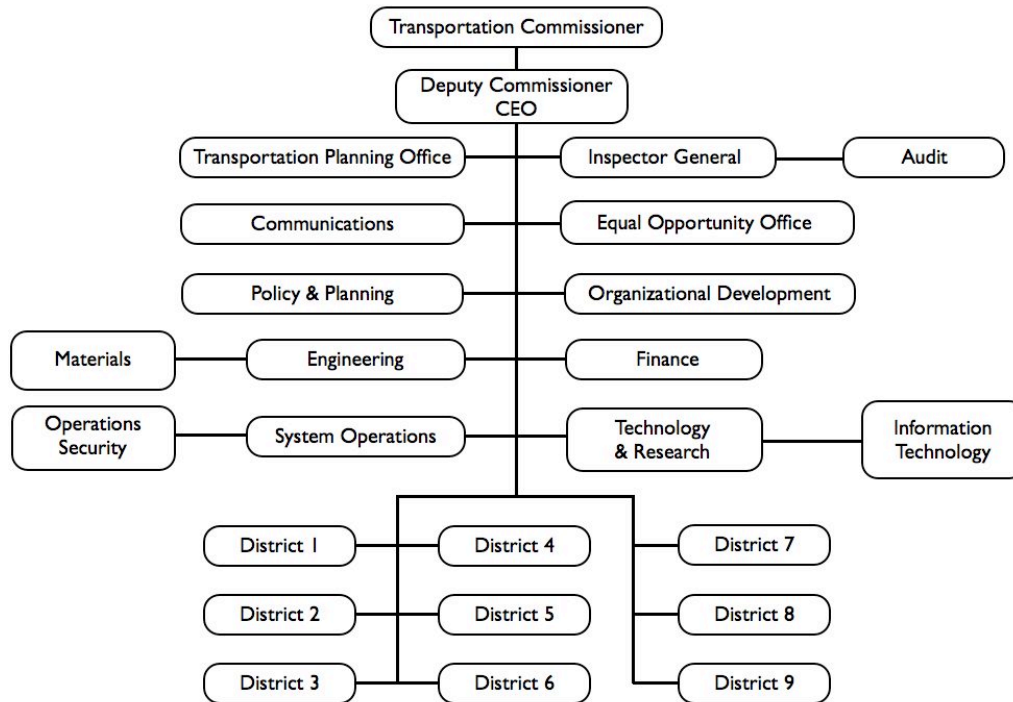 Transportation Commissioner
Deputy Commissioner
CEO
Transportation Planning Office
Inspector General
Audit
Communications
Equal Opportunity Office
Policy & Planning
Organizational Development
Materials
Engineering
Finance
Operations
Security
System Operations
Technology
& Research
Information
Technology
District 1
District 4
District 7
District 2
District 5
District 8
District 3
District 6
District 9